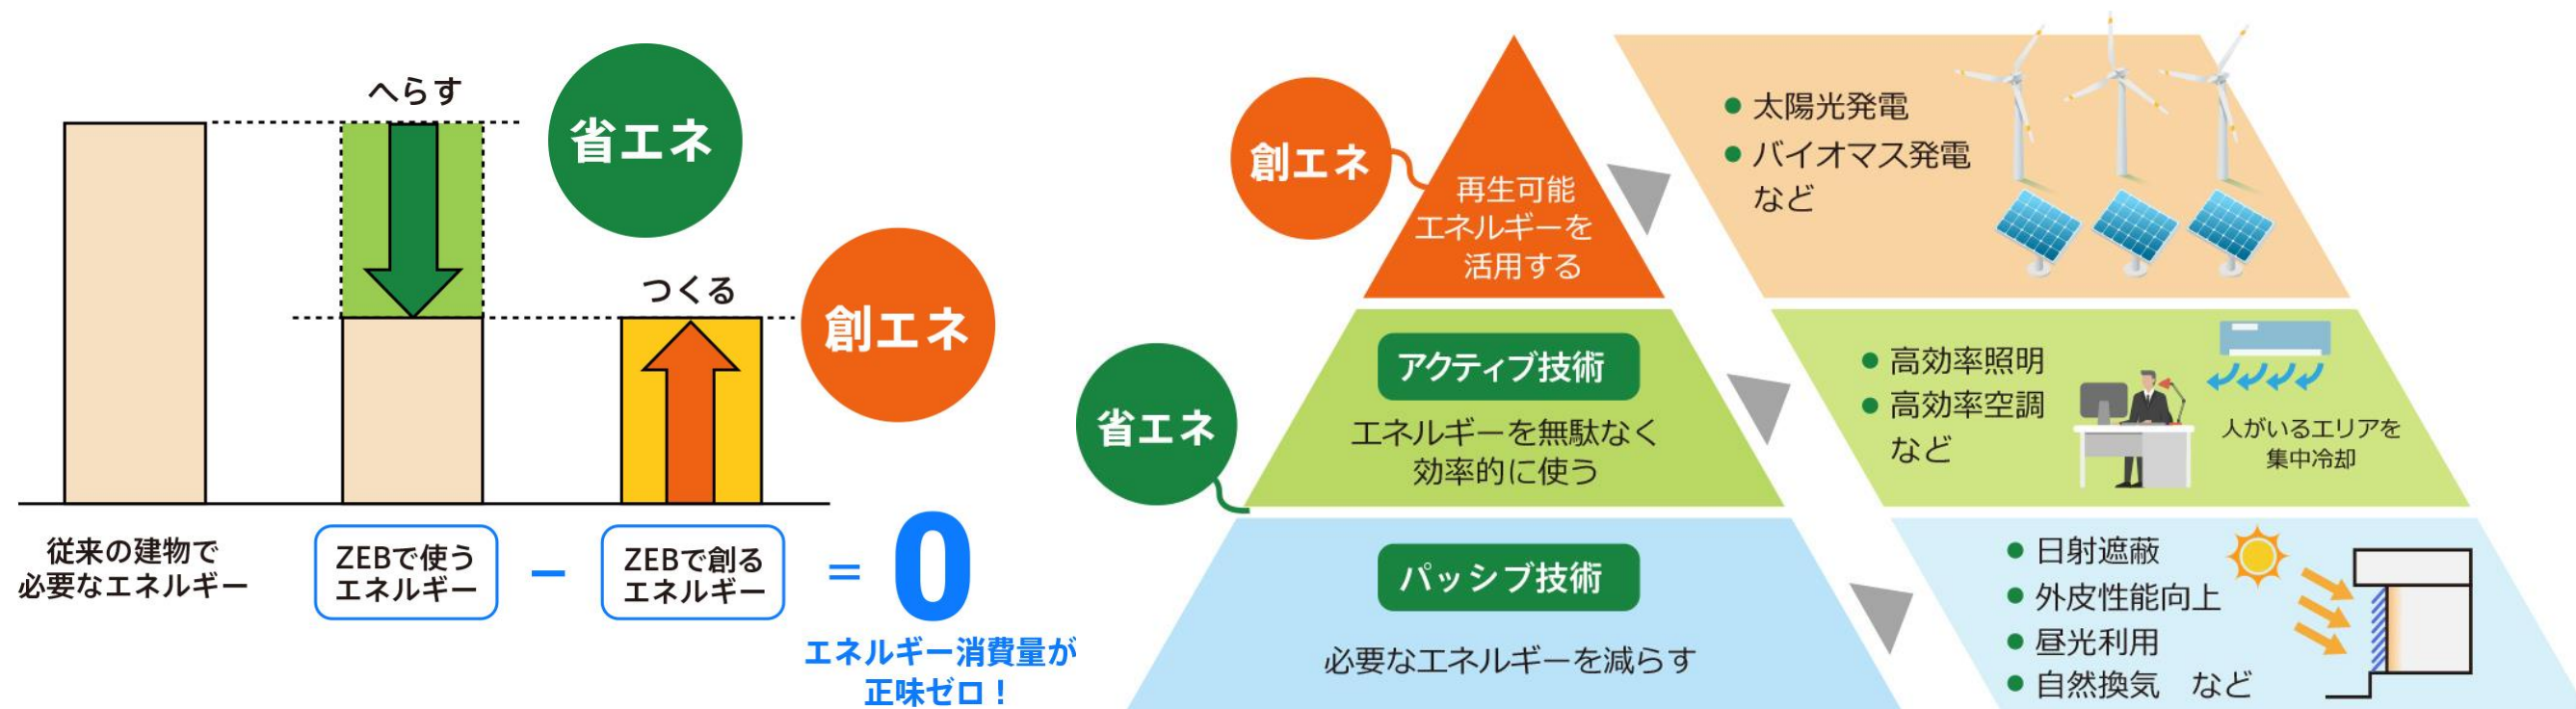 へらす
省エネ
つくる
創エネ
従来の建物で
必要なエネルギー
ZEBで使う
エネルギー
−
ZEBで創る
エネルギー
=
0
エネルギー消費量が
正味ゼロ！
創エネ
再生可能
エネルギーを
活用する
● 太陽光発電
● バイオマス発電
など
省エネ
アクティブ技術
エネルギーを無駄なく
効率的に使う
● 高効率照明
● 高効率空調
など
人がいるエリアを
集中冷却
パッシブ技術
必要なエネルギーを減らす
● 日射遮蔽
● 外皮性能向上
● 昼光利用
● 自然換気　など